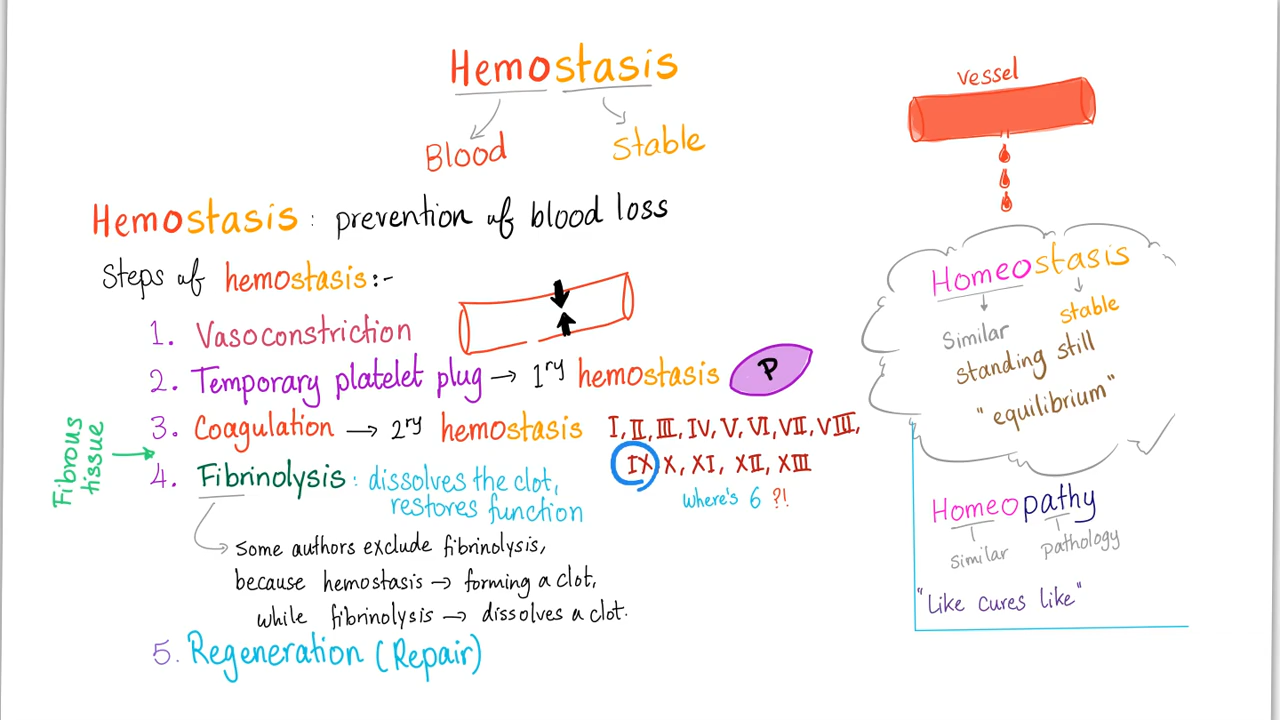 Hemostasis
Blood
Stable
Hemostasis: prevention of blood loss
Steps of hemostasis:-
1. Vasoconstriction
2. Temporary platelet plug → 1ry hemostasis P
3. Coagulation → 2ry hemostasis I, II, III, IV, V, VI, VII, VIII,
IX X, XI, XII, XIII
where's 6 ?!
Fibrous
tissue
4. Fibrinolysis: dissolves the clot,
restores function
some authors exclude fibrinolysis,
because hemostasis → forming a clot,
while fibrinolysis → dissolves a clot.
5. Regeneration (Repair)
vessel
Homeostasis
Similar
stable
standing still
"equilibrium"
Homeopathy
similar
pathology
"Like cures like"